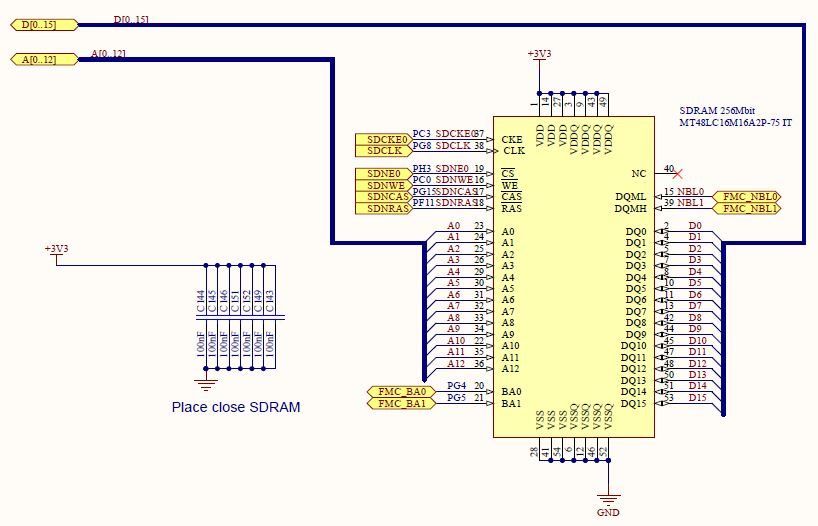 D[0..15] D[0..15]
A[0..12] A[0..12]
+3V3
1 14 27 3 9 43 49
VDD VDD VDD VDDQ VDDQ VDDQ VDDQ
SDRAM 256Mbit
MT48LC16M16A2P-75 IT
SDCKE0 PC3 SDCKE0 37 CKE
SDCLK PG8 SDCLK 38 CLK
SDNE0 PH3 SDNE0 19 CS NC 40
SDNWE PC0 SDNWE 16 WE
SDNCAS PG15 SDNCAS 17 CAS DQML 15 NBL0 FMC_NBL0
SDNRAS PF11 SDNRAS 18 RAS DQMH 39 NBL1 FMC_NBL1
A0 23 A0 DQ0 2 D0
A1 24 A1 DQ1 4 D1
A2 25 A2 DQ2 5 D2
A3 26 A3 DQ3 7 D3
A4 29 A4 DQ4 8 D4
A5 30 A5 DQ5 10 D5
A6 31 A6 DQ6 11 D6
A7 32 A7 DQ7 13 D7
A8 33 A8 DQ8 42 D8
A9 34 A9 DQ9 44 D9
A10 22 A10 DQ10 45 D10
A11 35 A11 DQ11 47 D11
A12 36 A12 DQ12 48 D12
DQ13 50 D13
FMC_BA0 PG4 20 BA0 DQ14 51 D14
FMC_BA1 PG5 21 BA1 DQ15 53 D15
VSS VSS VSS VSSQ VSSQ VSSQ VSSQ
28 41 54 6 12 46 52
GND
+3V3
C144 C145 C146 C151 C152 C149 C143
100nF 100nF 100nF 100nF 100nF 100nF 100nF
Place close SDRAM